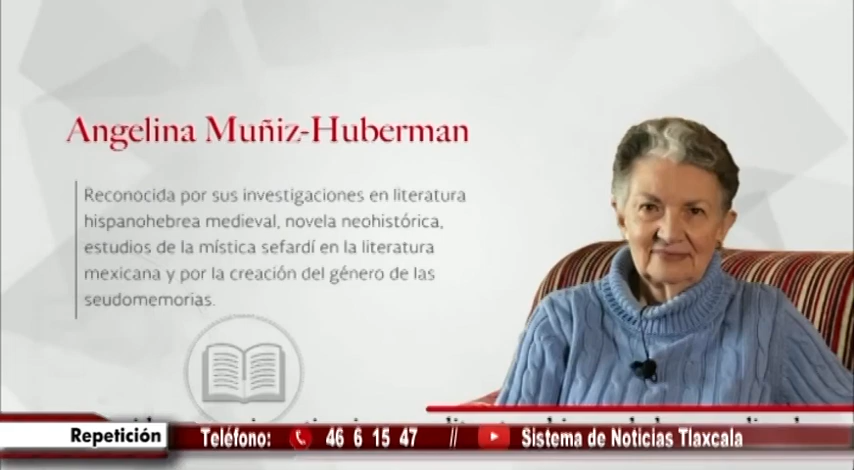 Angelina Muñiz-Huberman
Reconocida por sus investigaciones en literatura
hispanohebrea medieval, novela neohistórica,
estudios de la mística sefardí en la literatura
mexicana y por la creación del género de las
seudomemorias.
Repetición
Teléfono: 46 6 15 47 // Sistema de Noticias Tlaxcala